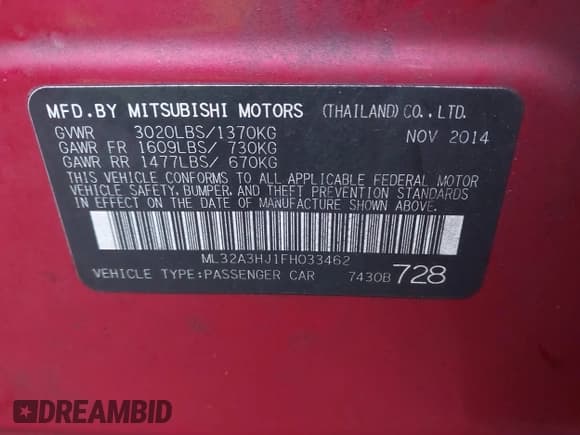 MFD.BY MITSUBISHI MOTORS (THAILAND) CO.,LTD.
GVWR 3020LBS/1370KG NOV 2014
GAWR FR 1609LBS/ 730KG
GAWR RR 1477LBS/ 670KG
THIS VEHICLE CONFORMS TO ALL APPLICABLE FEDERAL MOTOR
VEHICLE SAFETY, BUMPER, AND THEFT PREVENTION STANDARDS
IN EFFECT ON THE DATE OF MANUFACTURE SHOWN ABOVE.
ML32A3HJ1FH033462
VEHICLE TYPE:PASSENGER CAR 7430B 728
DREAMBID